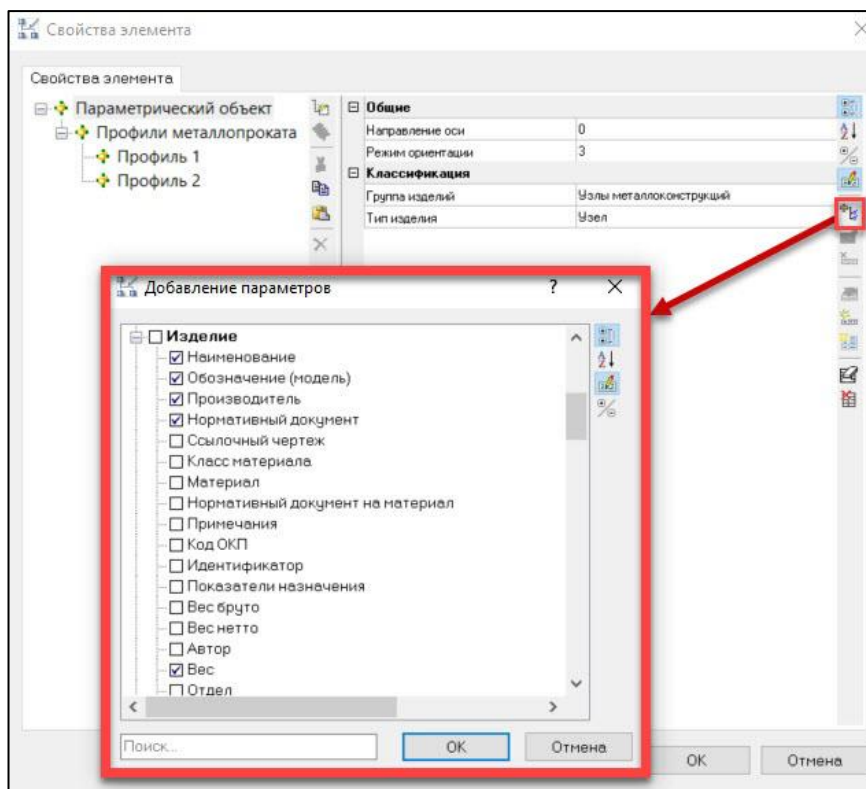 Свойства элемента
Свойства элемента
Параметрический объект
Профили металлопроката
Профиль 1
Профиль 2
Общие
Направление оси 0
Режим ориентации 3
Классификация
Группа изделий Узлы металлоконструкций
Тип изделия Узел
Добавление параметров ?
Изделие
Наименование
Обозначение (модель)
Производитель
Нормативный документ
Ссылочный чертеж
Класс материала
Материал
Нормативный документ на материал
Примечания
Код ОКП
Идентификатор
Показатели назначения
Вес брутто
Вес нетто
Автор
Вес
Отдел
Поиск...
ОК
Отмена
ОК
Отмена